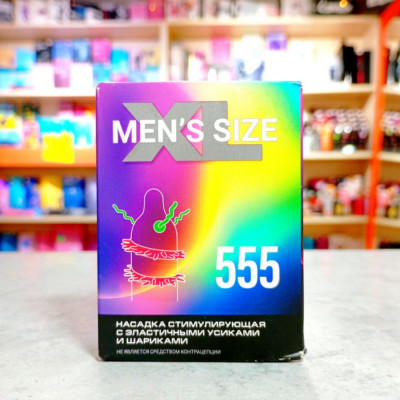 XL
MEN'S SIZE
555
НАСАДКА СТИМУЛИРУЮЩАЯ
С ЭЛАСТИЧНЫМИ УСИКАМИ
И ШАРИКАМИ
НЕ ЯВЛЯЕТСЯ СРЕДСТВОМ КОНТРАЦЕПЦИИ